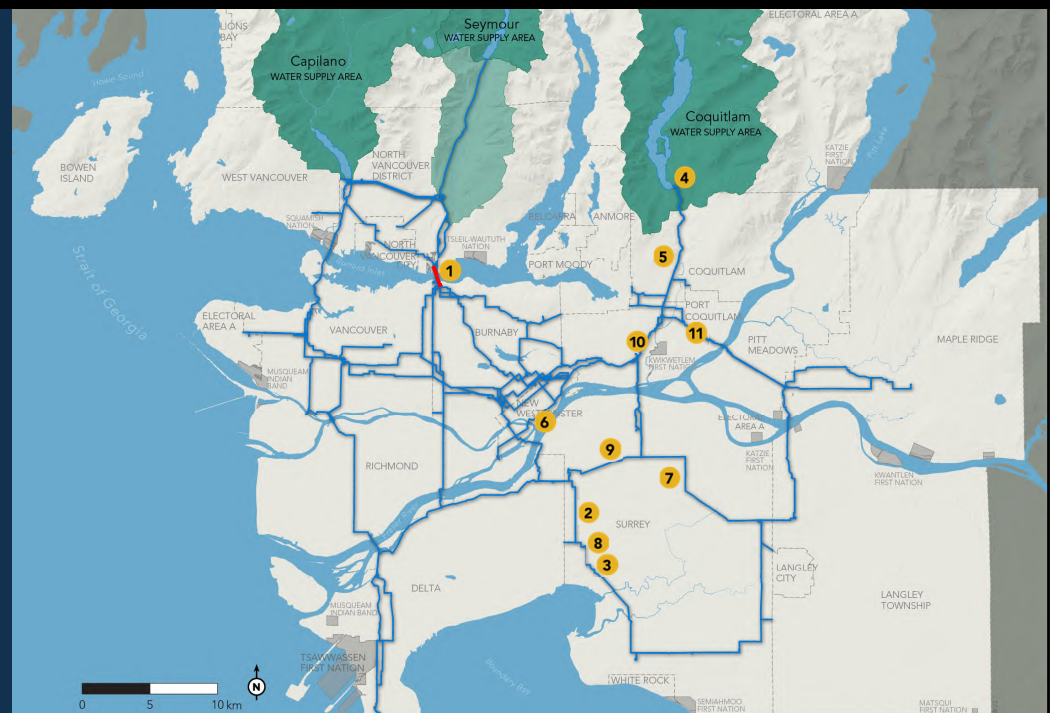 LIONS
BAY
Seymour
WATER SUPPLY AREA
ELECTORAL AREA A
Capilano
WATER SUPPLY AREA
Howe Sound
Coquitlam
WATER SUPPLY AREA
KATZIE
FIRST
NATION
Pitt Lake
BOWEN
ISLAND
WEST VANCOUVER
NORTH
VANCOUVER
DISTRICT
4
SQUAMISH
NATION
BELCARRA
ANMORE
NORTH
VANCOUVER
CITY
TSLEIL-WAUTUTH
NATION
5
1
PORT MOODY
COQUITLAM
Strait of Georgia
ELECTORAL
AREA A
VANCOUVER
BURNABY
PORT
COQUITLAM
10
11
PITT
MEADOWS
MAPLE RIDGE
KWIKWETLEM
FIRST NATION
MUSQUEAM
INDIAN
BAND
NEW
WESTMINSTER
6
ELECTORAL
AREA A
9
KATZIE
FIRST
NATION
RICHMOND
7
KWANTLEN
FIRST NATION
2
SURREY
8
3
LANGLEY
CITY
DELTA
LANGLEY
TOWNSHIP
MUSQUEAM
INDIAN BAND
TSAWWASSEN
FIRST NATION
Boundary Bay
WHITE ROCK
N
0 5 10 km
SEMIAHMOO
FIRST NATION
MATSQUI
FIRST NATION